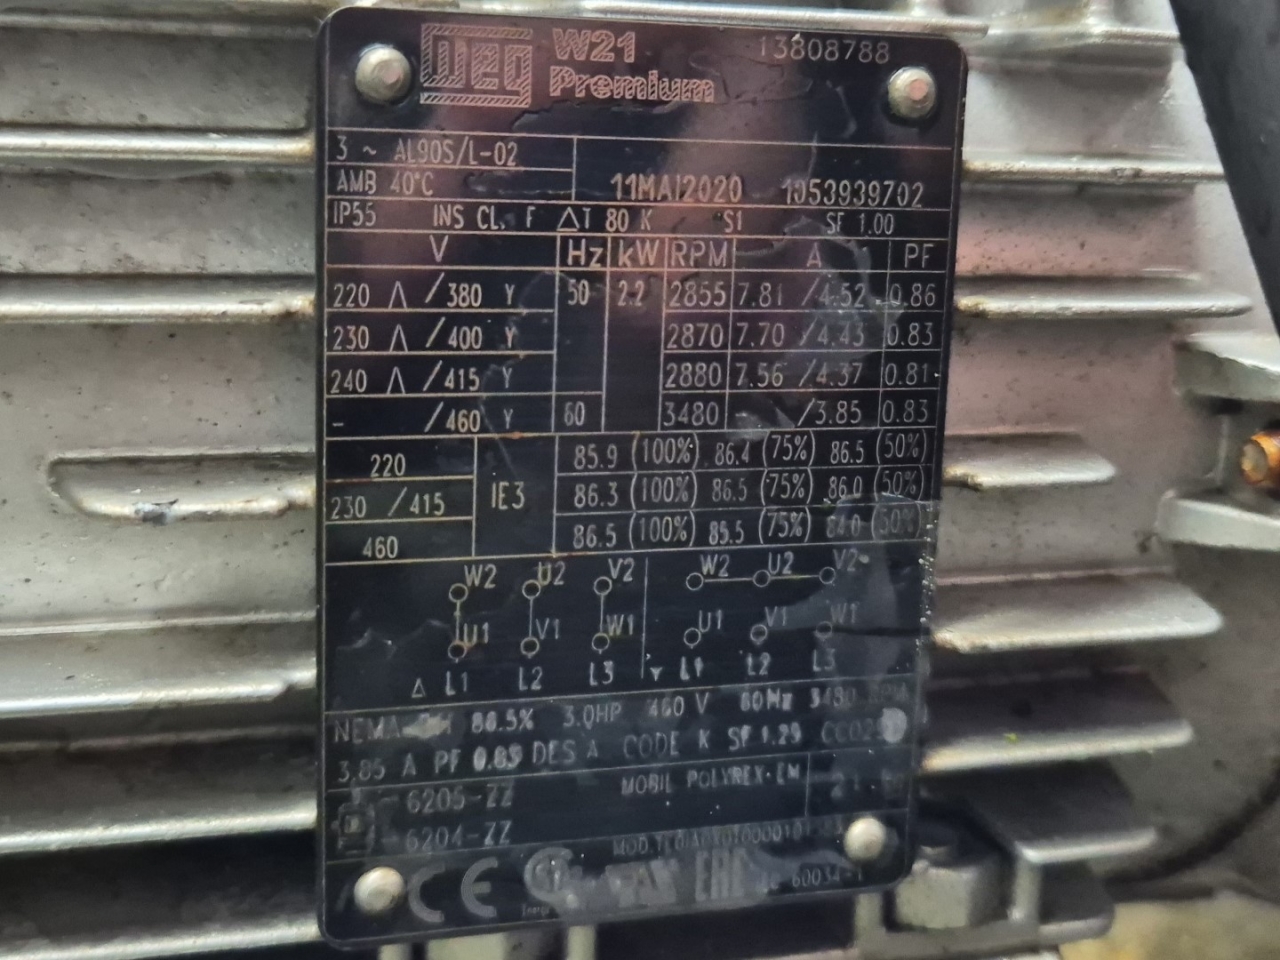 WEG W21 Premium 13808788
3 ~ AL90S/L-02
AMB 40°C 11MAI2020 1053939702
IP55 INS CL. F ΔT 80 K S1 SF 1.00
V Hz kW RPM A PF
220 Δ /380 Y 50 2.2 2855 7.81 /4.52 0.86
230 Δ /400 Y 2870 7.70 /4.43 0.83
240 Δ /415 Y 2880 7.56 /4.37 0.81
- /460 Y 60 3480 /3.85 0.83
220 85.9 (100%) 86.4 (75%) 86.5 (50%)
230 /415 IE3 86.3 (100%) 86.5 (75%) 86.0 (50%)
460 86.5 (100%) 85.5 (75%) 84.0 (50%)
W2 U2 V2 W2 U2 V2
U1 V1 W1 U1 V1 W1
Δ L1 L2 L3 Y L1 L2 L3
NEMA 86.5% 3.0HP 460 V 60Hz 3480 RPM
3.85 A PF 0.83 DES A CODE K SF 1.25
6205-ZZ MOBIL POLYREX-EM
6204-ZZ
CE EAC 60034-1